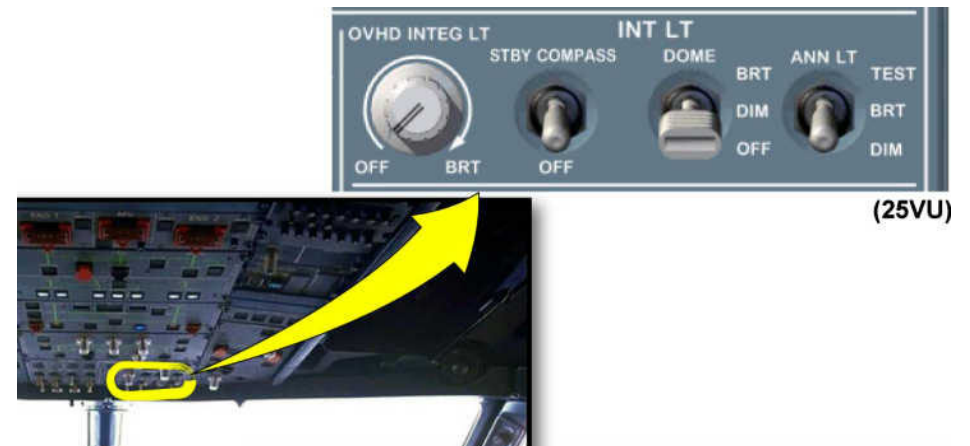 OVHD INTEG LT
INT LT
STBY COMPASS
DOME
ANN LT
BRT
TEST
DIM
BRT
OFF
DIM
OFF
BRT
OFF
(25VU)